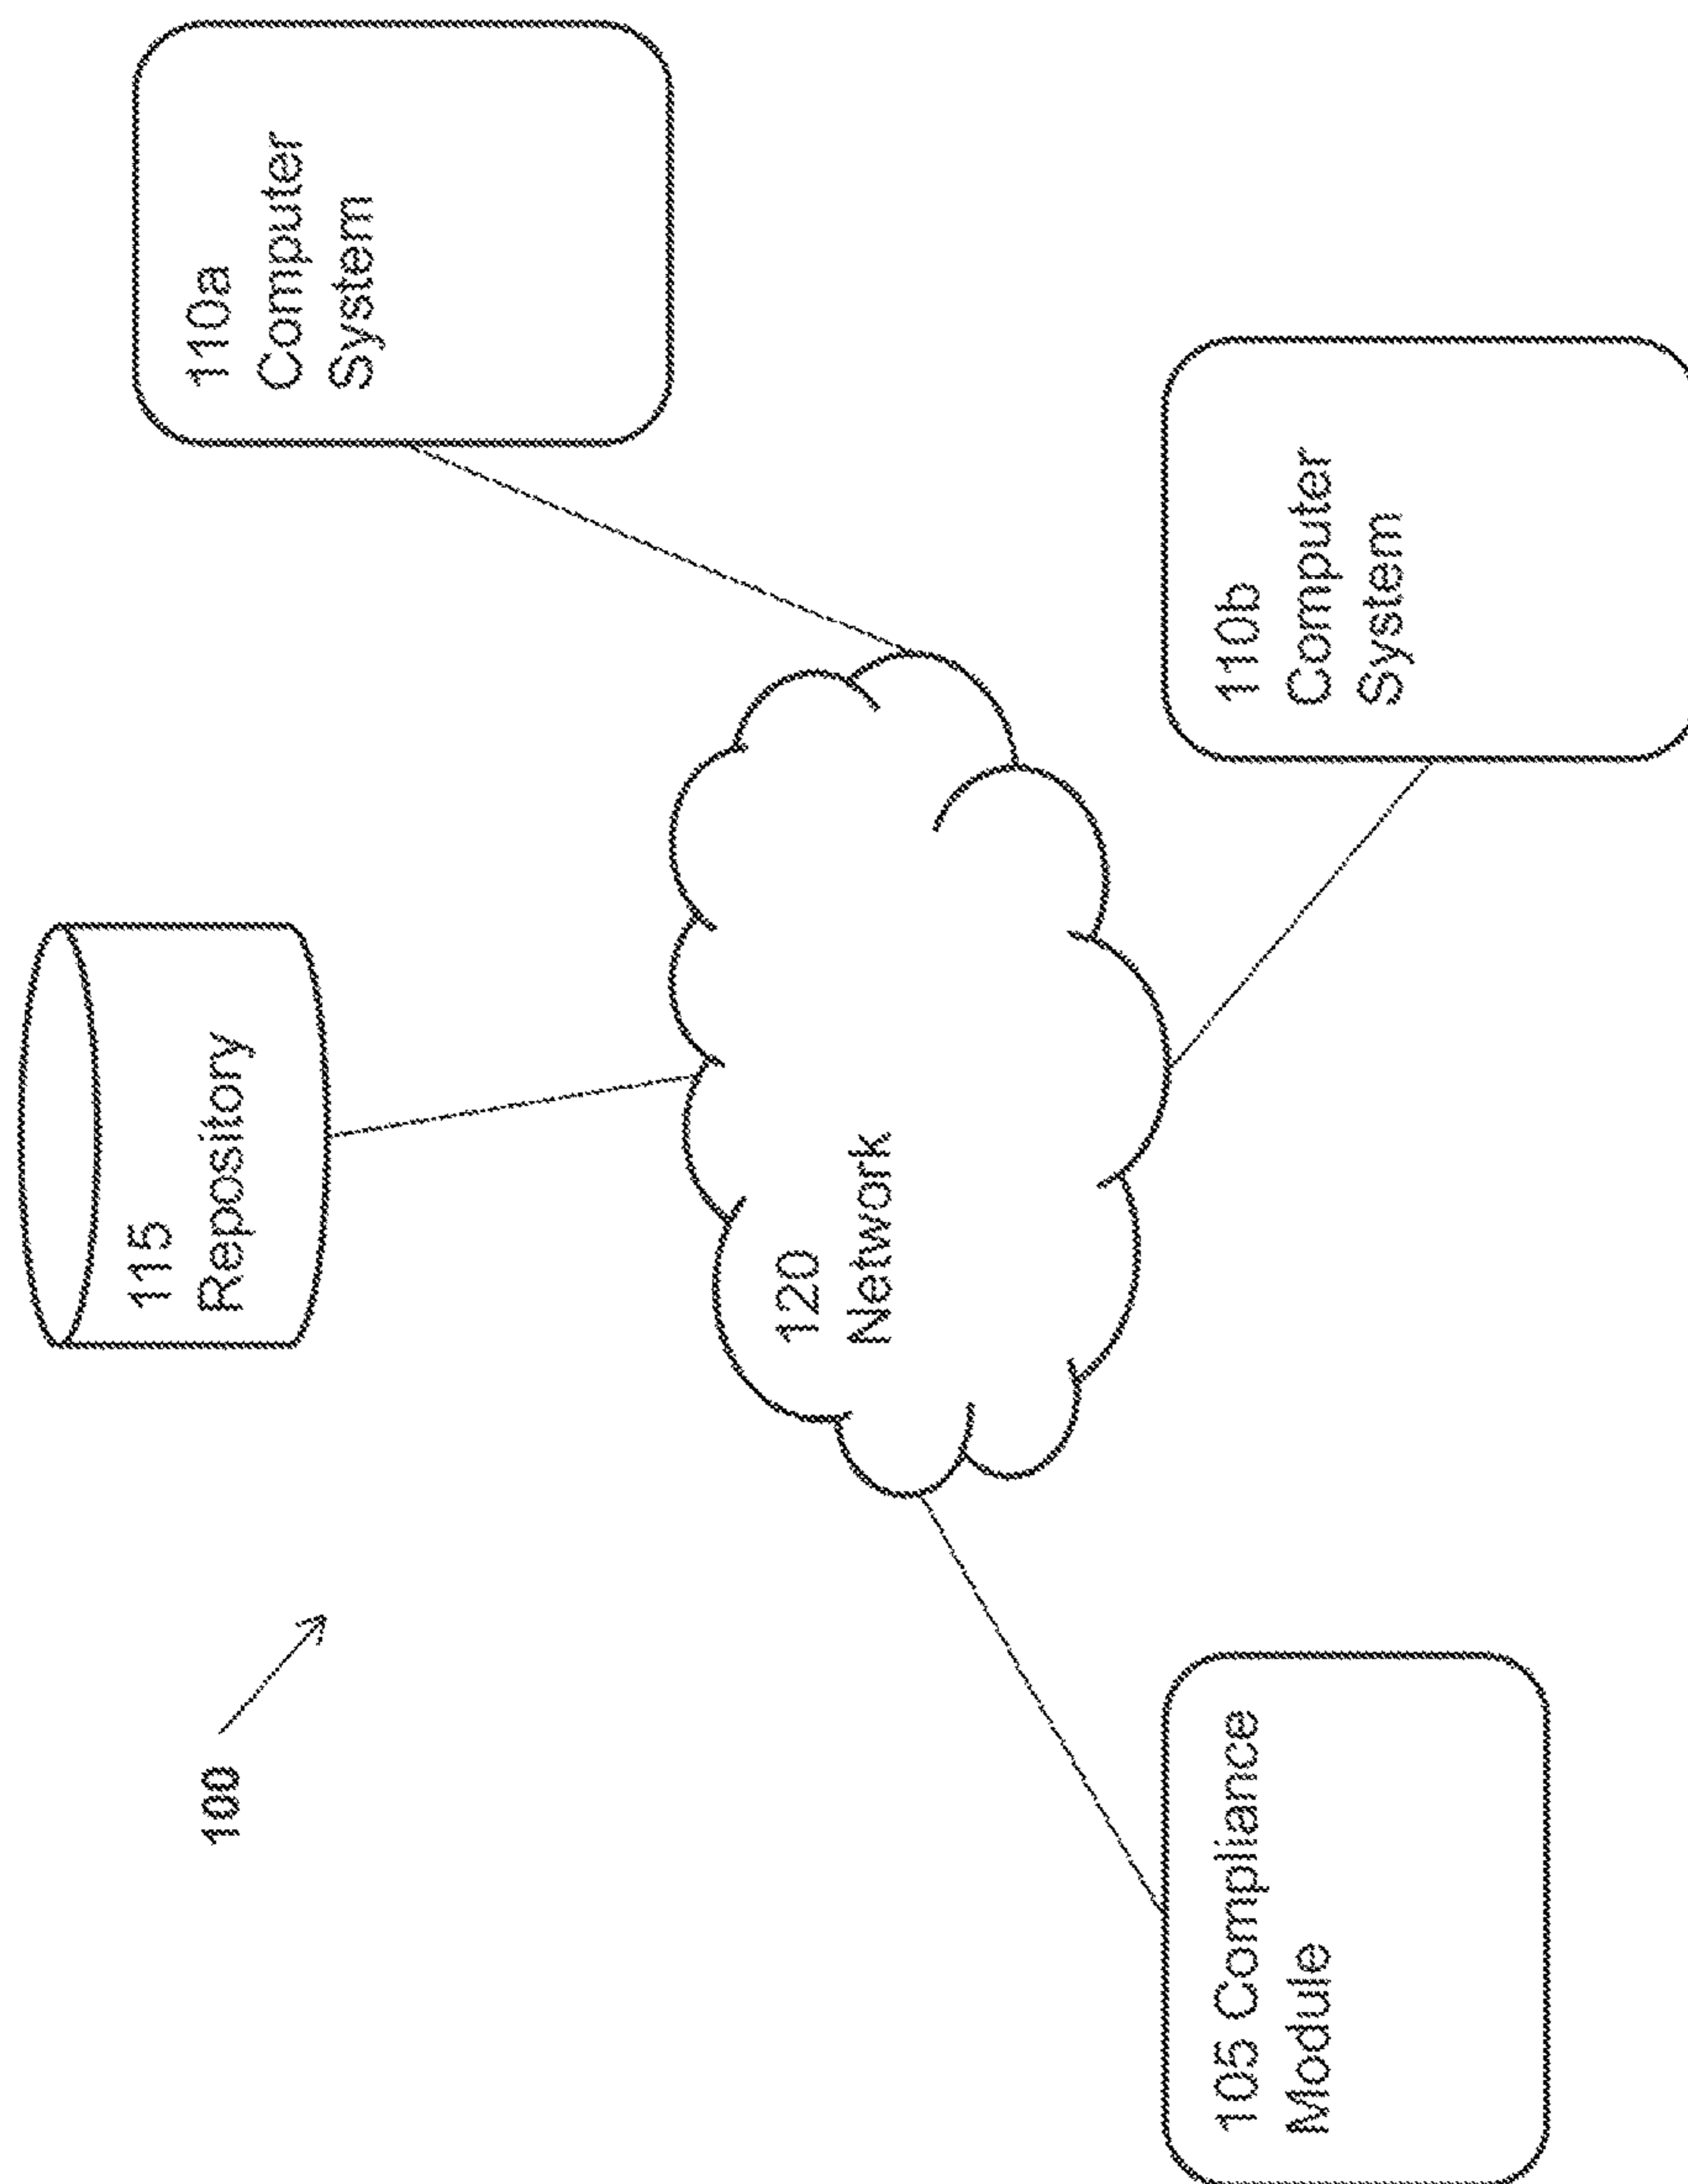 100
115
Repository
110a
Computer
System
120
Network
105 Compliance
Module
110b
Computer
System